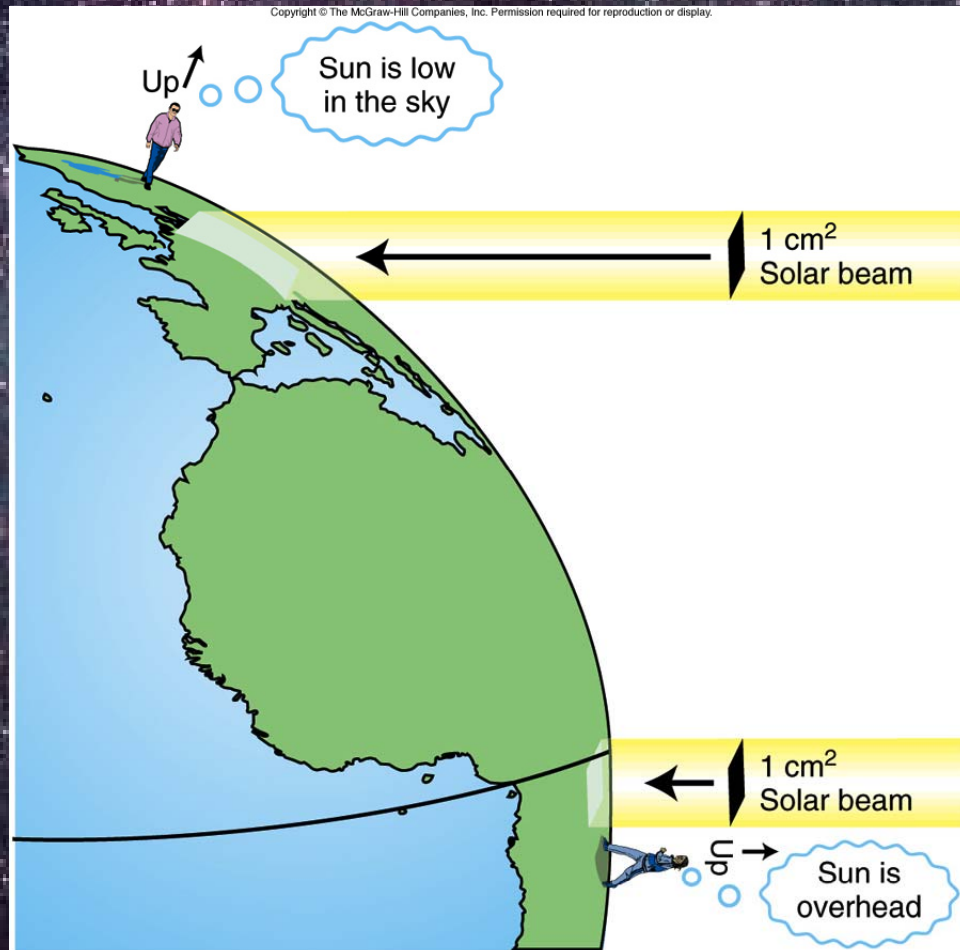 Copyright © The McGraw-Hill Companies, Inc. Permission required for reproduction or display.
Up
Sun is low
in the sky
1 cm²
Solar beam
1 cm²
Solar beam
Up
Sun is
overhead